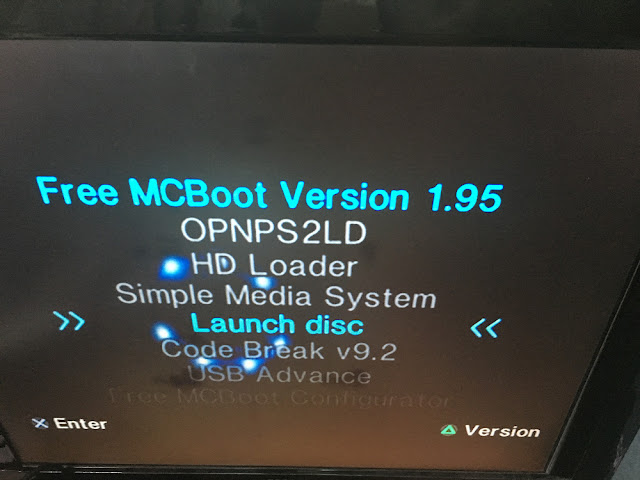 Free MCBoot Version 1.95
OPNPS2LD
HD Loader
Simple Media System
>> Launch disc <<
Code Break v9.2
USB Advance
Free MCBoot Configurator
Enter
Version